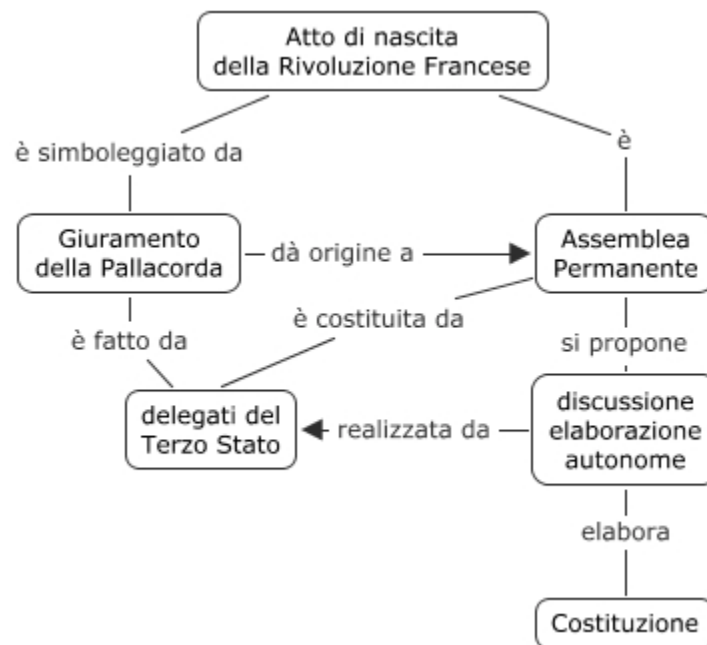 Atto di nascita
della Rivoluzione Francese
è simboleggiato da
è
Giuramento
della Pallacorda
dà origine a
Assemblea
Permanente
è costituita da
è fatto da
si propone
delegati del
Terzo Stato
realizzata da
discussione
elaborazione
autonome
elabora
Costituzione